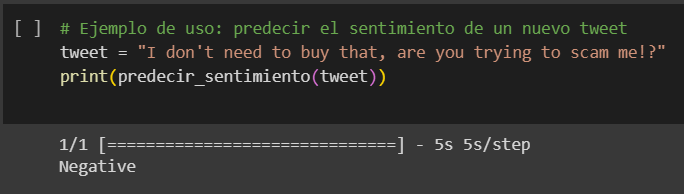 [ ] # Ejemplo de uso: predecir el sentimiento de un nuevo tweet
tweet = "I don't need to buy that, are you trying to scam me!?"
print(predecir_sentimiento(tweet))
1/1 [==============================] - 5s 5s/step
Negative